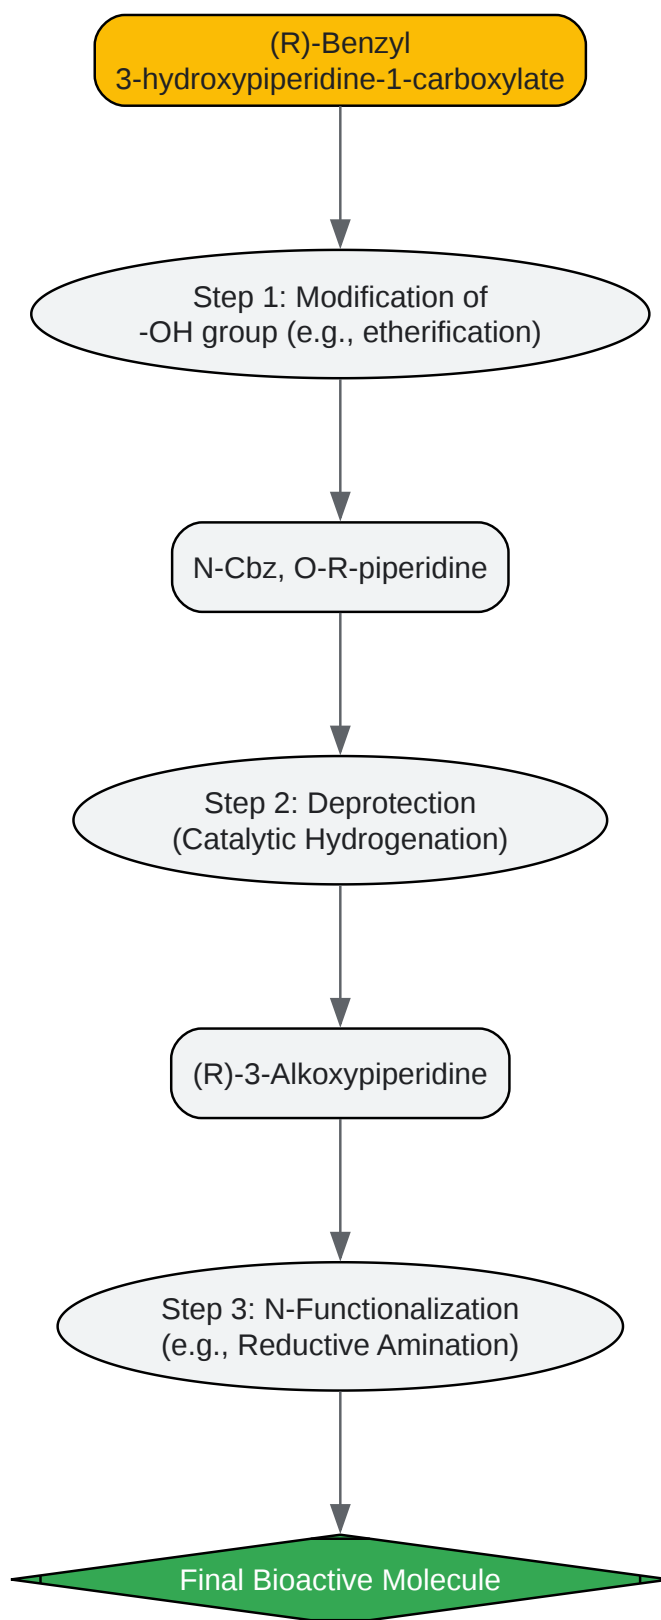 (R)-Benzyl
3-hydroxypiperidine-1-carboxylate
Step 1: Modification of
-OH group (e.g., etherification)
N-Cbz, O-R-piperidine
Step 2: Deprotection
(Catalytic Hydrogenation)
(R)-3-Alkoxypiperidine
Step 3: N-Functionalization
(e.g., Reductive Amination)
Final Bioactive Molecule